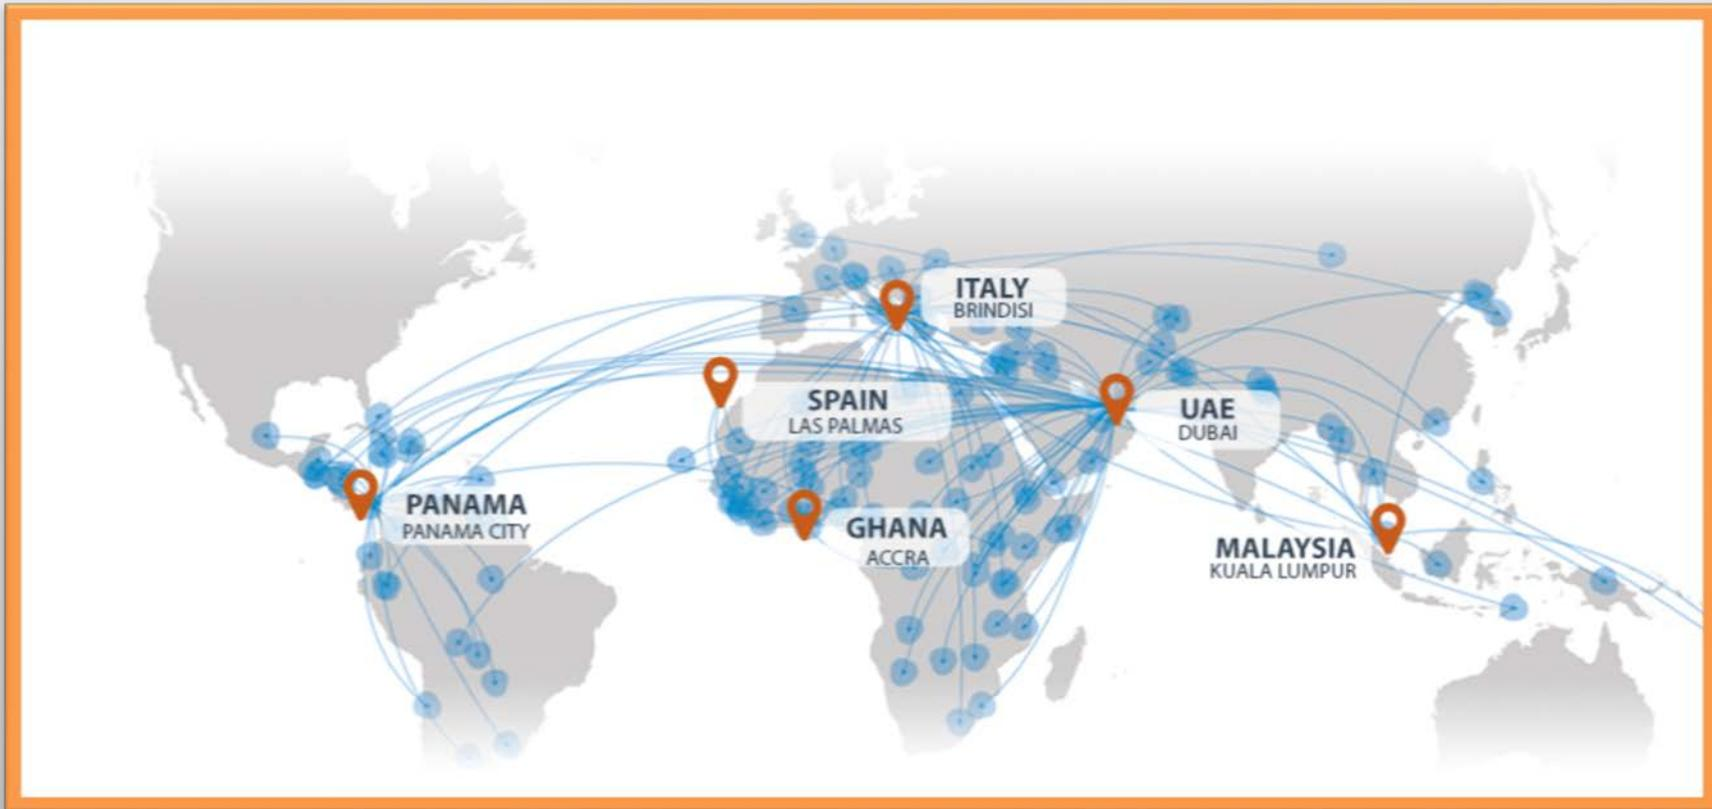 ITALY
BRINDISI
SPAIN
LAS PALMAS
UAE
DUBAI
PANAMA
PANAMA CITY
GHANA
ACCRA
MALAYSIA
KUALA LUMPUR